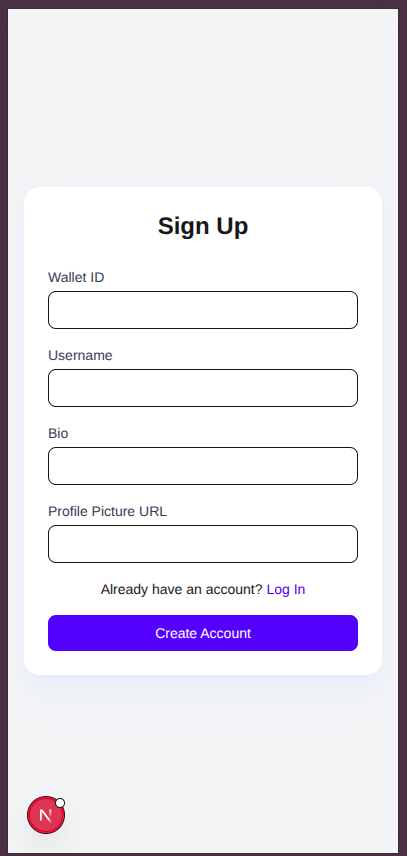 Sign Up
Wallet ID
Username
Bio
Profile Picture URL
Already have an account? Log In
Create Account
N